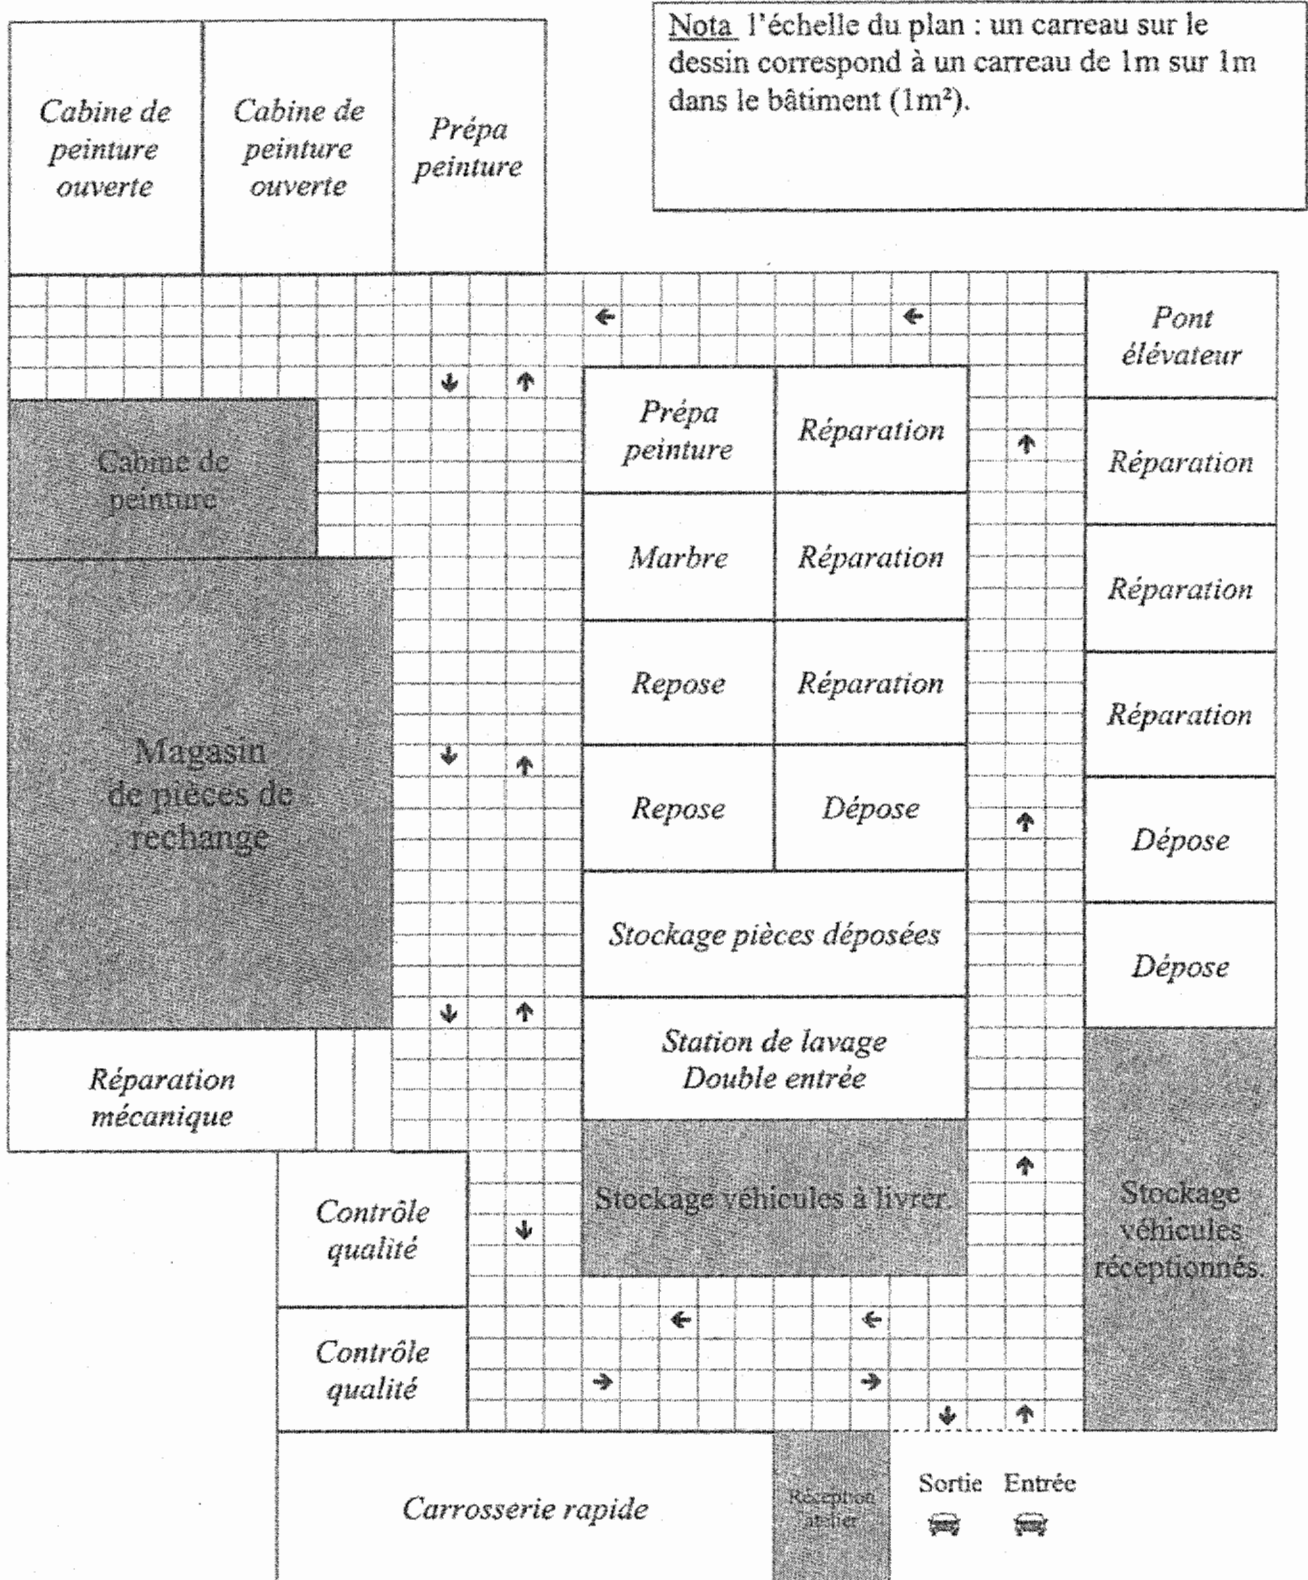 Nota l'échelle du plan : un carreau sur le
dessin correspond à un carreau de 1m sur 1m
dans le bâtiment (1m²).
Cabine de
peinture
ouverte
Cabine de
peinture
ouverte
Prépa
peinture
Pont
élévateur
Prépa
peinture
Réparation
Réparation
Cabine de
peinture
Marbre
Réparation
Réparation
Repose
Réparation
Réparation
Magasin
de pièces de
rechange
Repose
Dépose
Dépose
Stockage pièces déposées
Dépose
Station de lavage
Double entrée
Réparation
mécanique
Stockage véhicules à livrer.
Stockage
véhicules
réceptionnés.
Contrôle
qualité
Contrôle
qualité
Carrosserie rapide
Réception
atelier
Sortie
Entrée